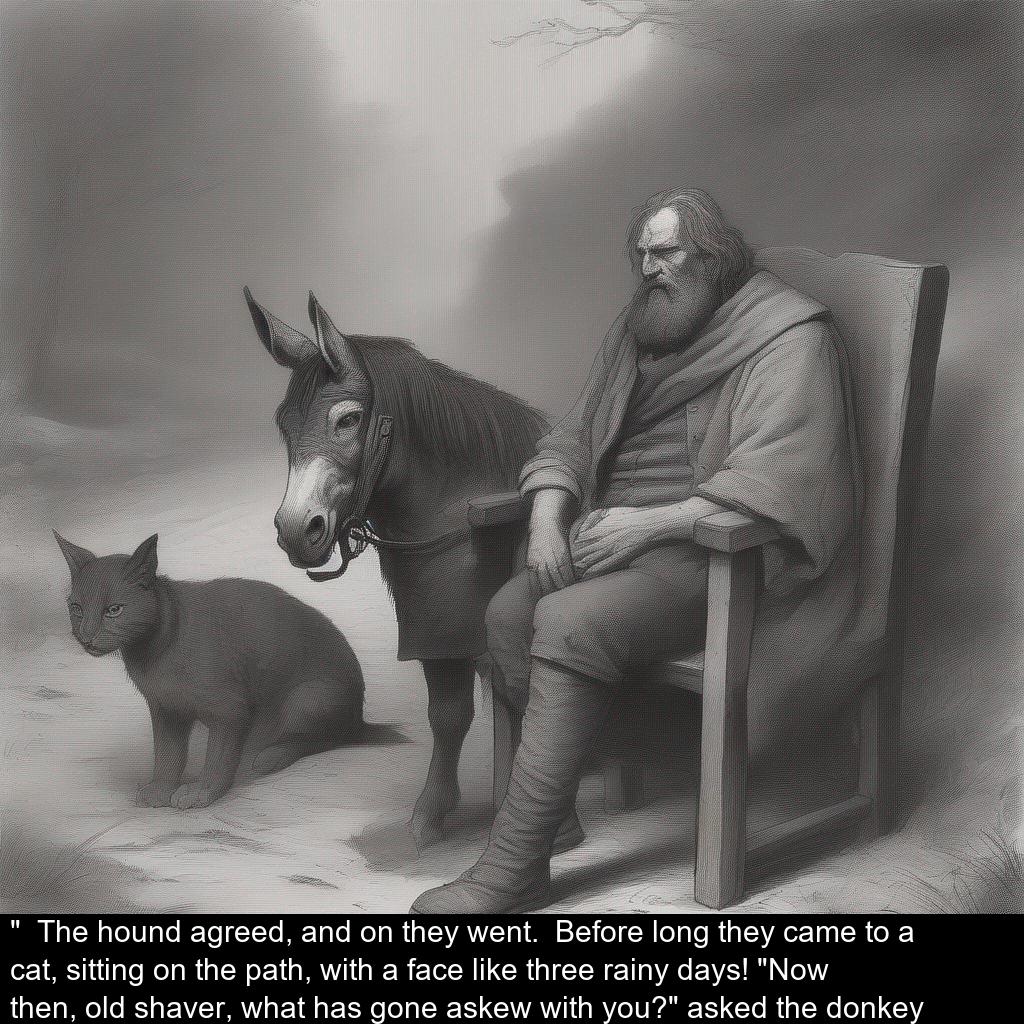 "  The hound agreed, and on they went.  Before long they came to a
cat, sitting on the path, with a face like three rainy days! "Now
then, old shaver, what has gone askew with you?" asked the donkey